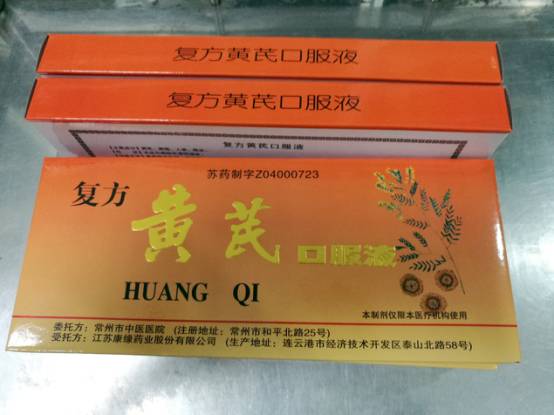 复方黄芪口服液
复方黄芪口服液
复方黄芪口服液
苏药制字Z04000723
复方
黄芪口服液
HUANG QI
本制剂仅限本医疗机构使用
委托方：常州市中医医院 （注册地址：常州市和平北路25号）
受托方：江苏康缘药业股份有限公司 （生产地址：连云港市经济技术开发区泰山北路58号）